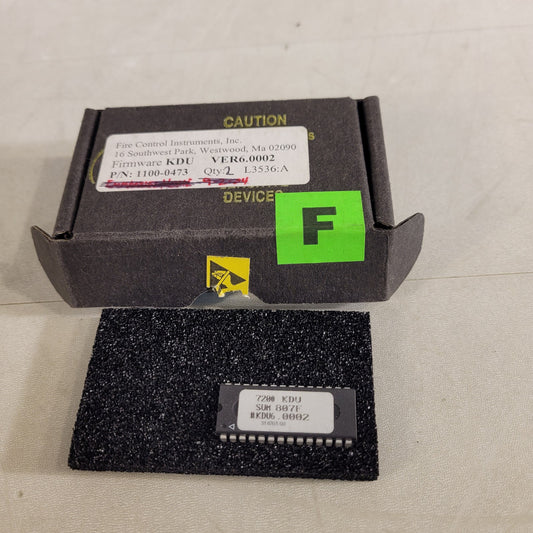 CAUTION
Fire Control Instruments, Inc.
16 Southwest Park, Westwood, Ma 02090
Firmware KDU VER6.0002
P/N: 1100-0473 Qty: 2 L3536:A
DEVICES
F
7200 KDU
SUM 807F
#KDU6.0002